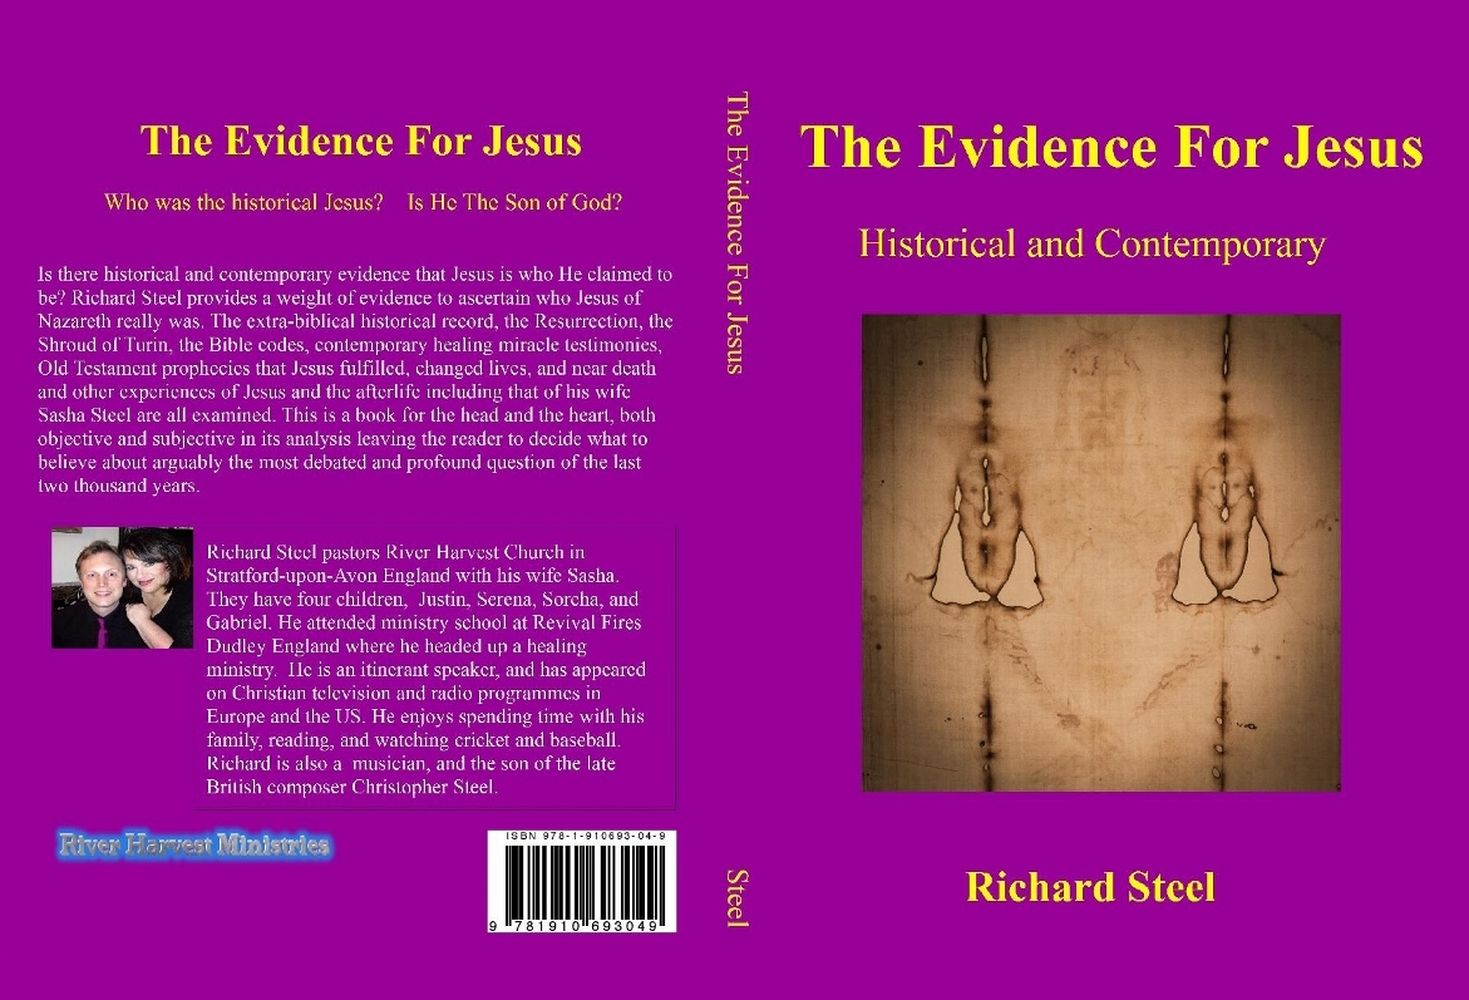 The Evidence For Jesus
Who was the historical Jesus? Is He The Son of God?
Is there historical and contemporary evidence that Jesus is who He claimed to
be? Richard Steel provides a weight of evidence to ascertain who Jesus of
Nazareth really was. The extra-biblical historical record, the Resurrection, the
Shroud of Turin, the Bible codes, contemporary healing miracle testimonies,
Old Testament prophecies that Jesus fulfilled, changed lives, and near death
and other experiences of Jesus and the afterlife including that of his wife
Sasha Steel are all examined. This is a book for the head and the heart, both
objective and subjective in its analysis leaving the reader to decide what to
believe about arguably the most debated and profound question of the last
two thousand years.
Richard Steel pastors River Harvest Church in
Stratford-upon-Avon England with his wife Sasha.
They have four children, Justin, Serena, Sorcha, and
Gabriel. He attended ministry school at Revival Fires
Dudley England where he headed up a healing
ministry. He is an itinerant speaker, and has appeared
on Christian television and radio programmes in
Europe and the US. He enjoys spending time with his
family, reading, and watching cricket and baseball.
Richard is also a musician, and the son of the late
British composer Christopher Steel.
River Harvest Ministries
ISBN 978-1-910693-04-9
9 781910 693049
The Evidence For Jesus
Steel
The Evidence For Jesus
Historical and Contemporary
Richard Steel